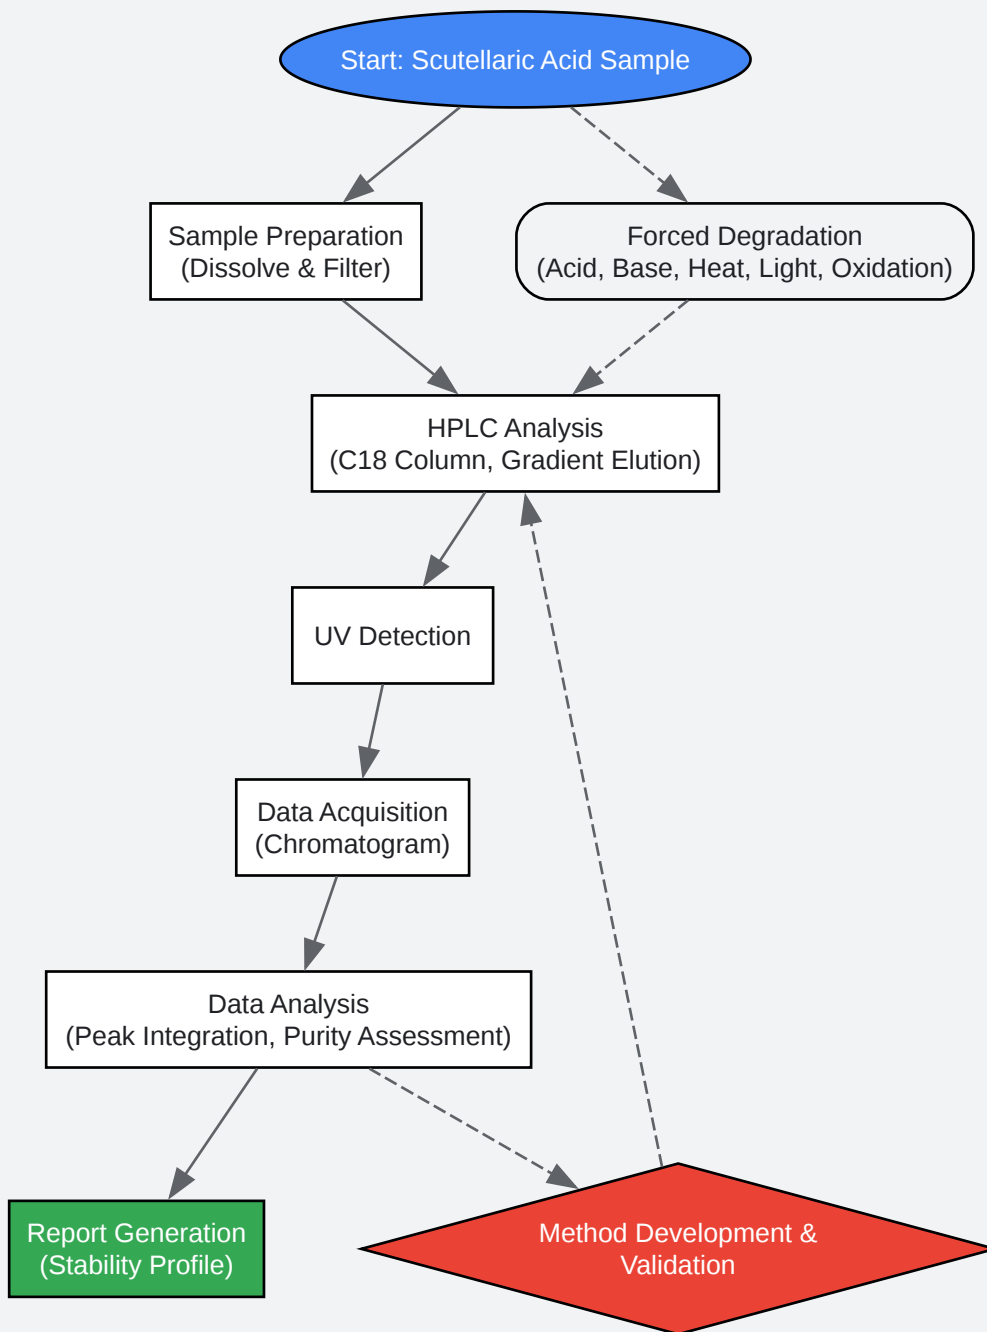 Start: Scutellaric Acid Sample
Sample Preparation
(Dissolve & Filter)
Forced Degradation
(Acid, Base, Heat, Light, Oxidation)
HPLC Analysis
(C18 Column, Gradient Elution)
UV Detection
Data Acquisition
(Chromatogram)
Data Analysis
(Peak Integration, Purity Assessment)
Report Generation
(Stability Profile)
Method Development &
Validation